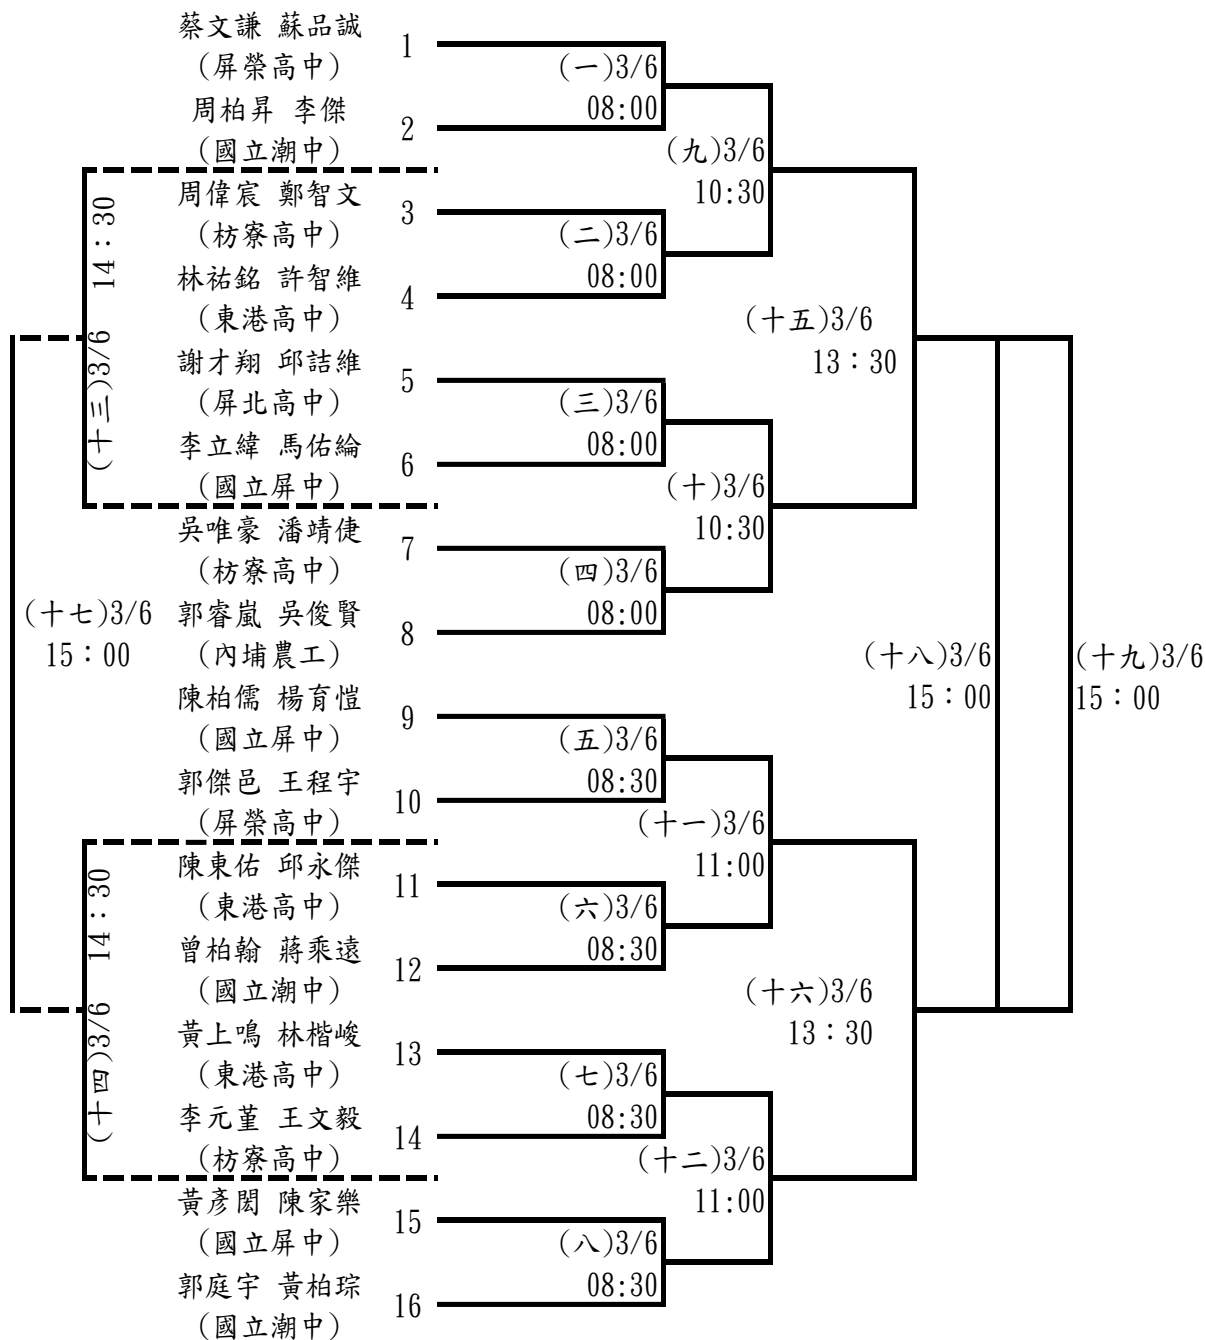 蔡文謙 蘇品誠
(屏榮高中)
1
(一)3/6
08:00
周柏昇 李傑
(國立潮中)
2
(九)3/6
10:30
周偉宸 鄭智文
(枋寮高中)
3
(二)3/6
08:00
林祐銘 許智維
(東港高中)
4
(十三)3/6 14：30
(十五)3/6
13：30
謝才翔 邱詰維
(屏北高中)
5
(三)3/6
08:00
李立緯 馬佑綸
(國立屏中)
6
(十)3/6
10:30
吳唯豪 潘靖倢
(枋寮高中)
7
(四)3/6
08:00
郭睿嵐 吳俊賢
(內埔農工)
8
(十七)3/6
15：00
(十八)3/6
15：00
(十九)3/6
15：00
陳柏儒 楊育愷
(國立屏中)
9
(五)3/6
08:30
郭傑邑 王程宇
(屏榮高中)
10
(十一)3/6
11:00
陳東佑 邱永傑
(東港高中)
11
(六)3/6
08:30
曾柏翰 蔣乘遠
(國立潮中)
12
(十四)3/6 14：30
(十六)3/6
13：30
黃上鳴 林楷峻
(東港高中)
13
(七)3/6
08:30
李元堇 王文毅
(枋寮高中)
14
(十二)3/6
11:00
黃彥閎 陳家樂
(國立屏中)
15
(八)3/6
08:30
郭庭宇 黃柏琮
(國立潮中)
16